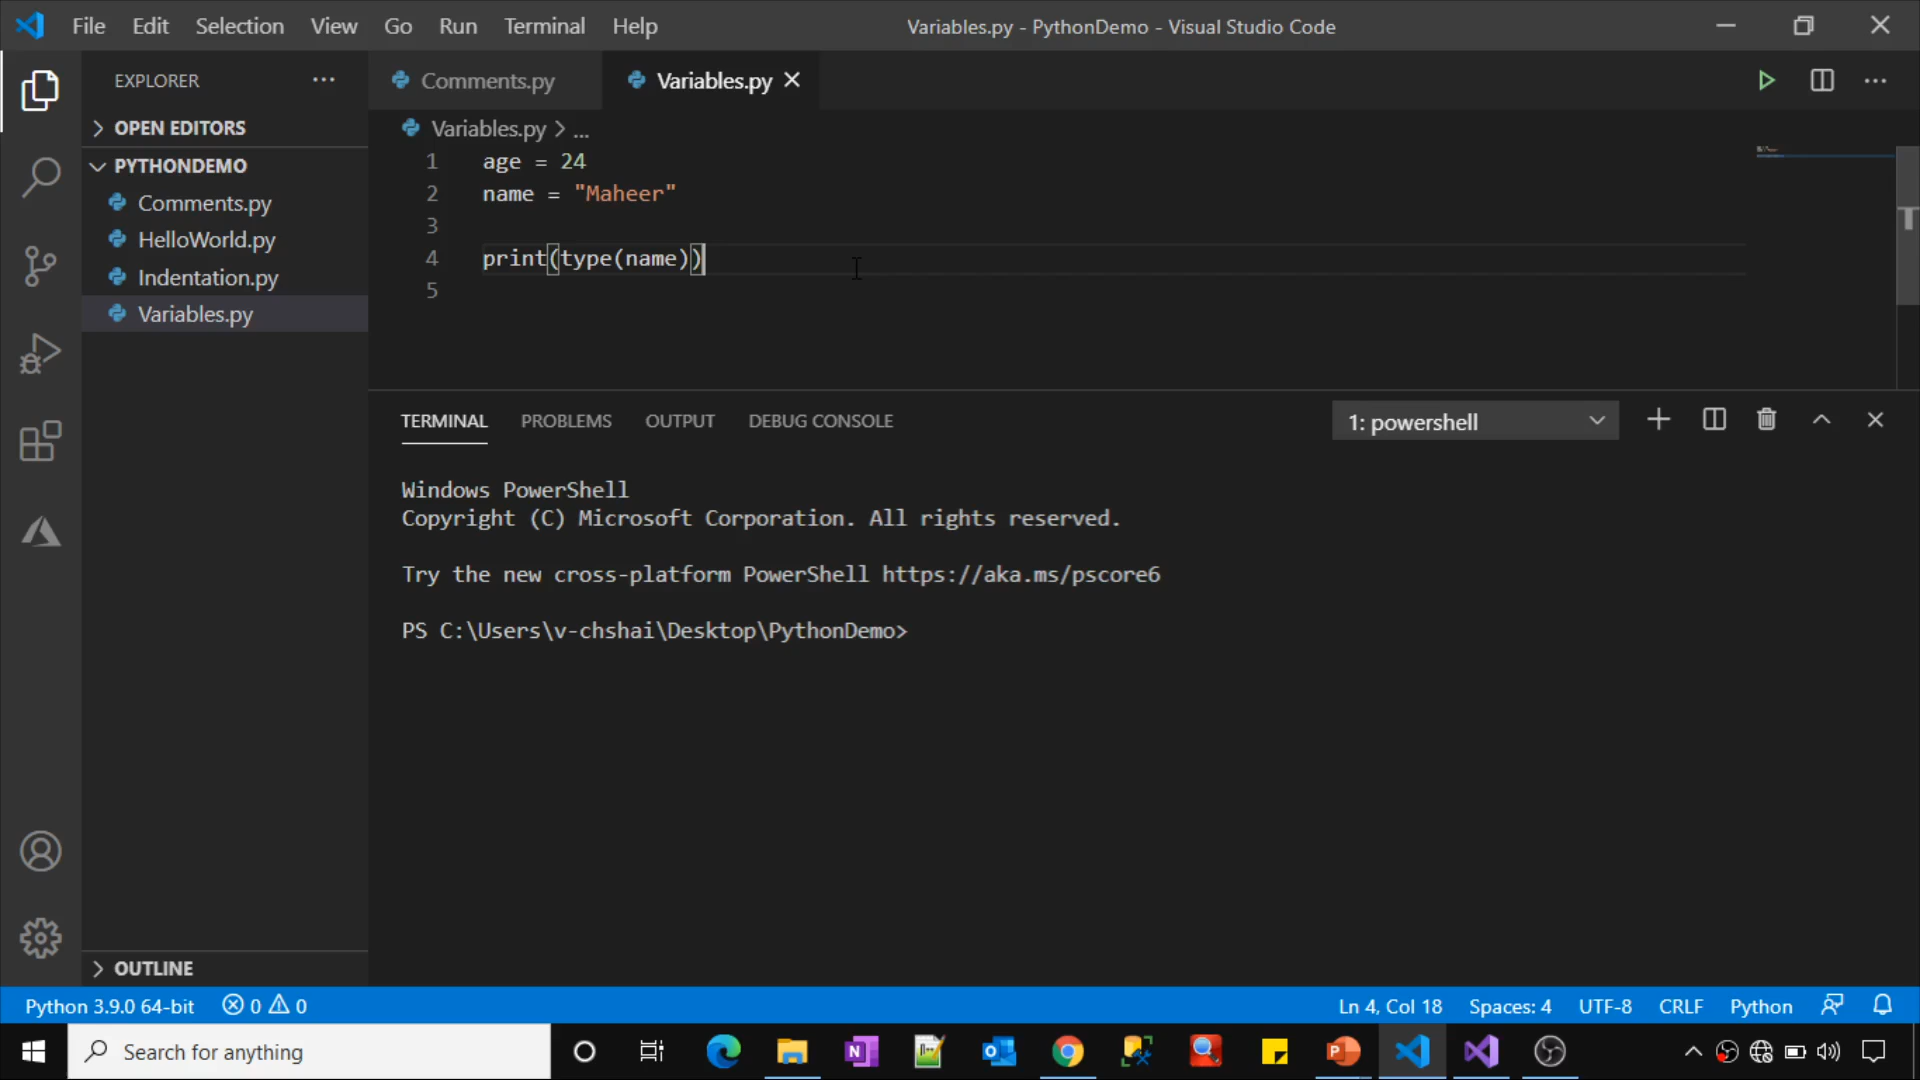 File Edit Selection View Go Run Terminal Help Variables.py - PythonDemo - Visual Studio Code
EXPLORER
Comments.py Variables.py
OPEN EDITORS
PYTHONDEMO
Comments.py
HelloWorld.py
Indentation.py
Variables.py
OUTLINE
Variables.py > ...
1 age = 24
2 name = "Maheer"
3
4 print(type(name))
5
TERMINAL PROBLEMS OUTPUT DEBUG CONSOLE 1: powershell
Windows PowerShell
Copyright (C) Microsoft Corporation. All rights reserved.
Try the new cross-platform PowerShell https://aka.ms/pscore6
PS C:\Users\v-chshai\Desktop\PythonDemo>
Python 3.9.0 64-bit 0 0 Ln 4, Col 18 Spaces: 4 UTF-8 CRLF Python
Search for anything